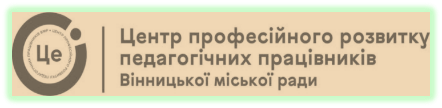 Це
Центр професійного розвитку
педагогічних працівників
Вінницької міської ради